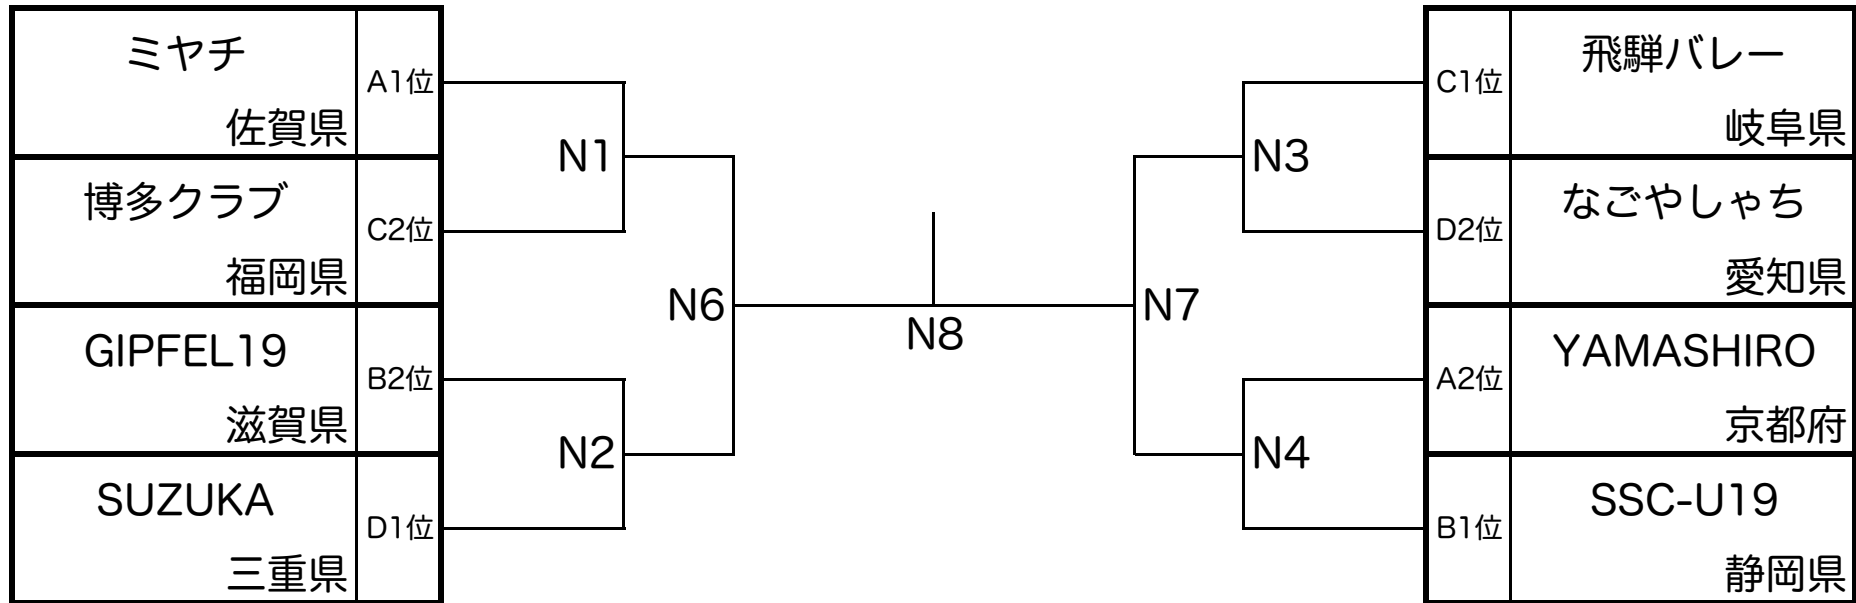 ミヤチ
A1位
佐賀県
博多クラブ
C2位
福岡県
GIPFEL19
B2位
滋賀県
SUZUKA
D1位
三重県
N1
N2
N6
N8
N7
N3
N4
飛騨バレー
C1位
岐阜県
なごやしゃち
D2位
愛知県
YAMASHIRO
A2位
京都府
SSC-U19
B1位
静岡県